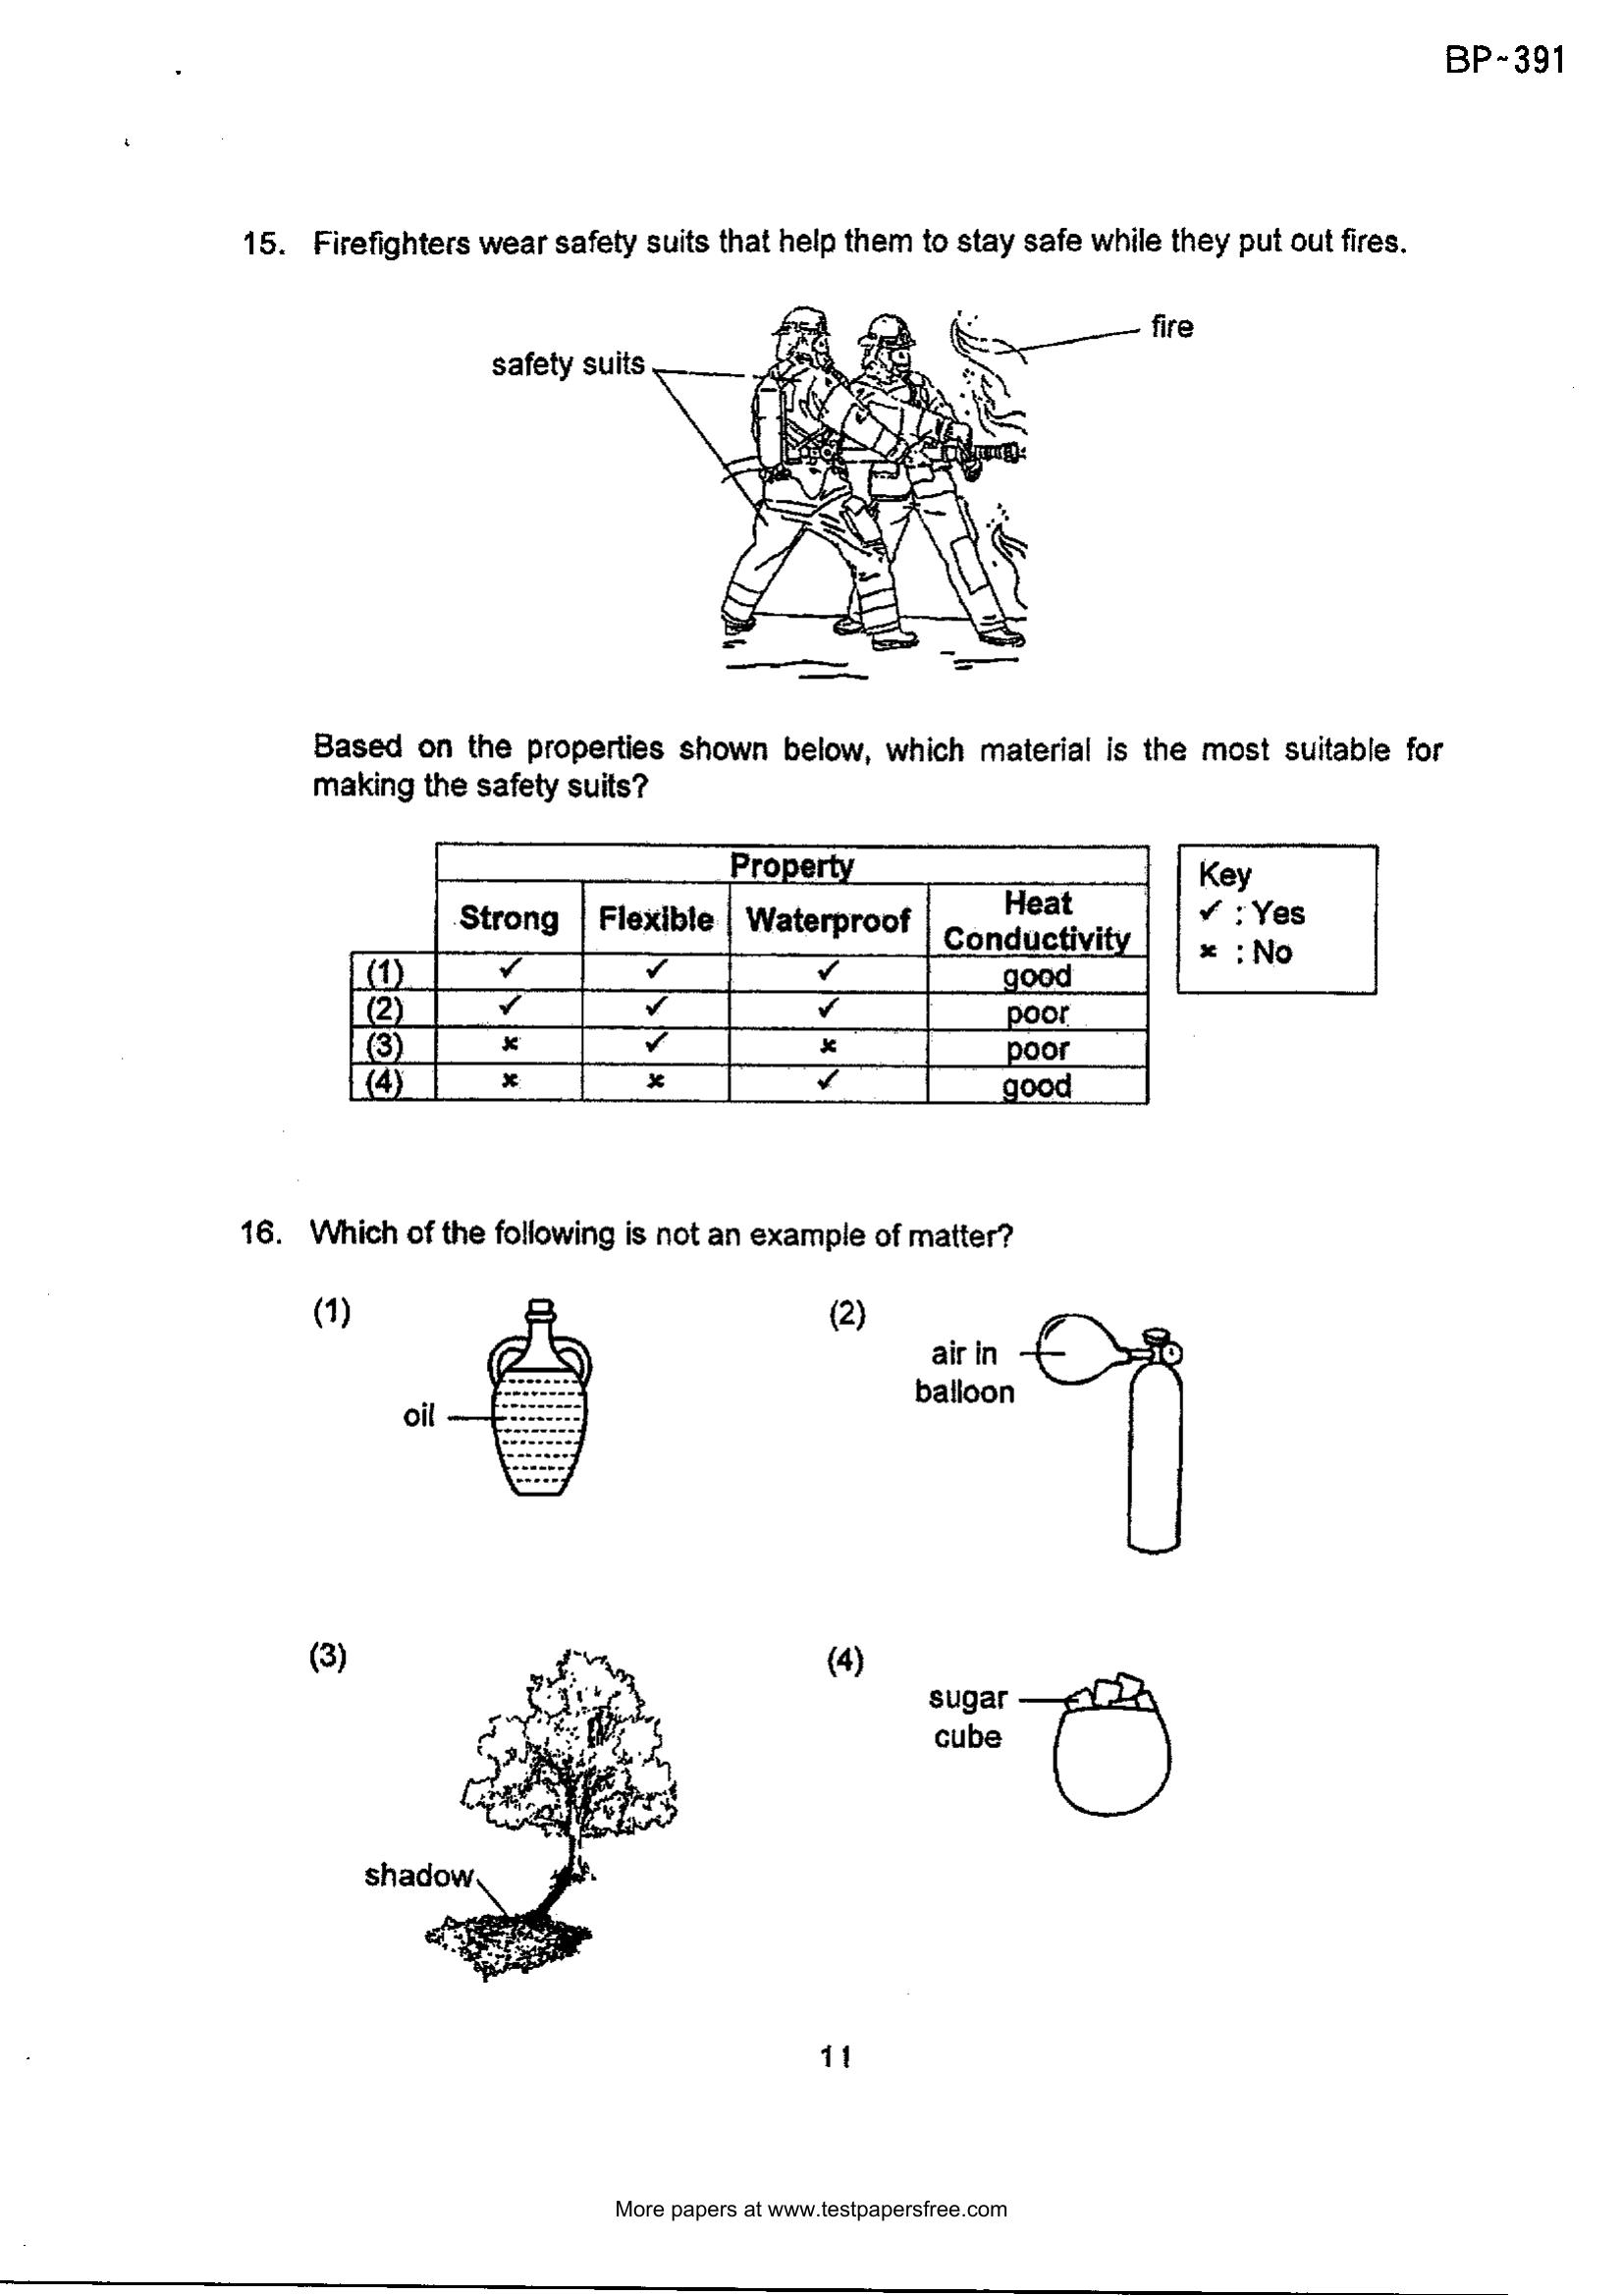 BP~391
15. Firefighters wear safety suits that help them to stay safe while they put out fires.
fire
safety suits
Based on the properties shown below, which material is the most suitable for
making the safety suits?
Property
Strong Flexible Waterproof Heat Conductivity
(1) ✓ ✓ ✓ good
(2) ✓ ✓ ✓ poor
(3) × ✓ × poor
(4) × × ✓ good
Key
✓ : Yes
× : No
16. Which of the following is not an example of matter?
(1)
oil
(2)
air in
balloon
(3)
shadow
(4)
sugar
cube
11
More papers at www.testpapersfree.com